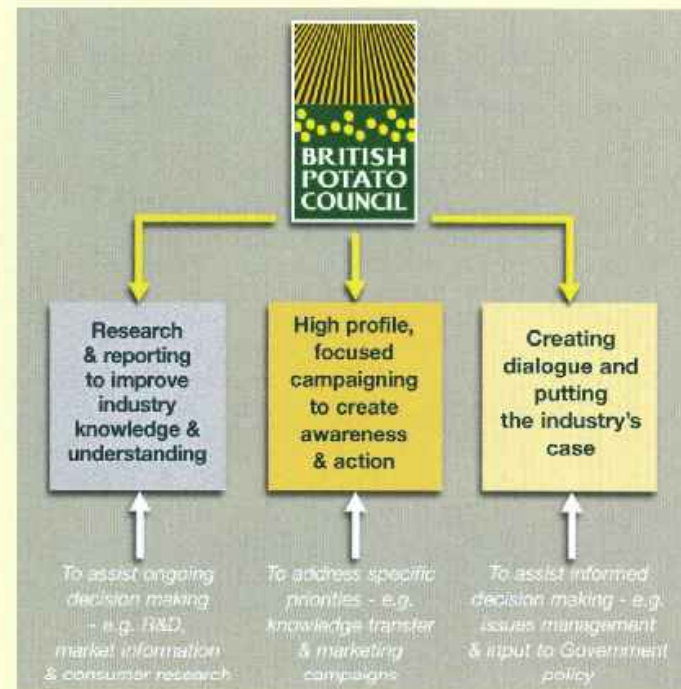 BRITISH
POTATO
COUNCIL
Research
& reporting
to improve
industry
knowledge &
understanding
High profile,
focused
campaigning
to create
awareness
& action
Creating
dialogue and
putting
the industry's
case
To assist ongoing
decision making
- e.g. R&D,
market information
& consumer research
To address specific
priorities - e.g.
knowledge transfer
& marketing
campaigns
To assist informed
decision making - e.g.
issues management
& input to Government
policy